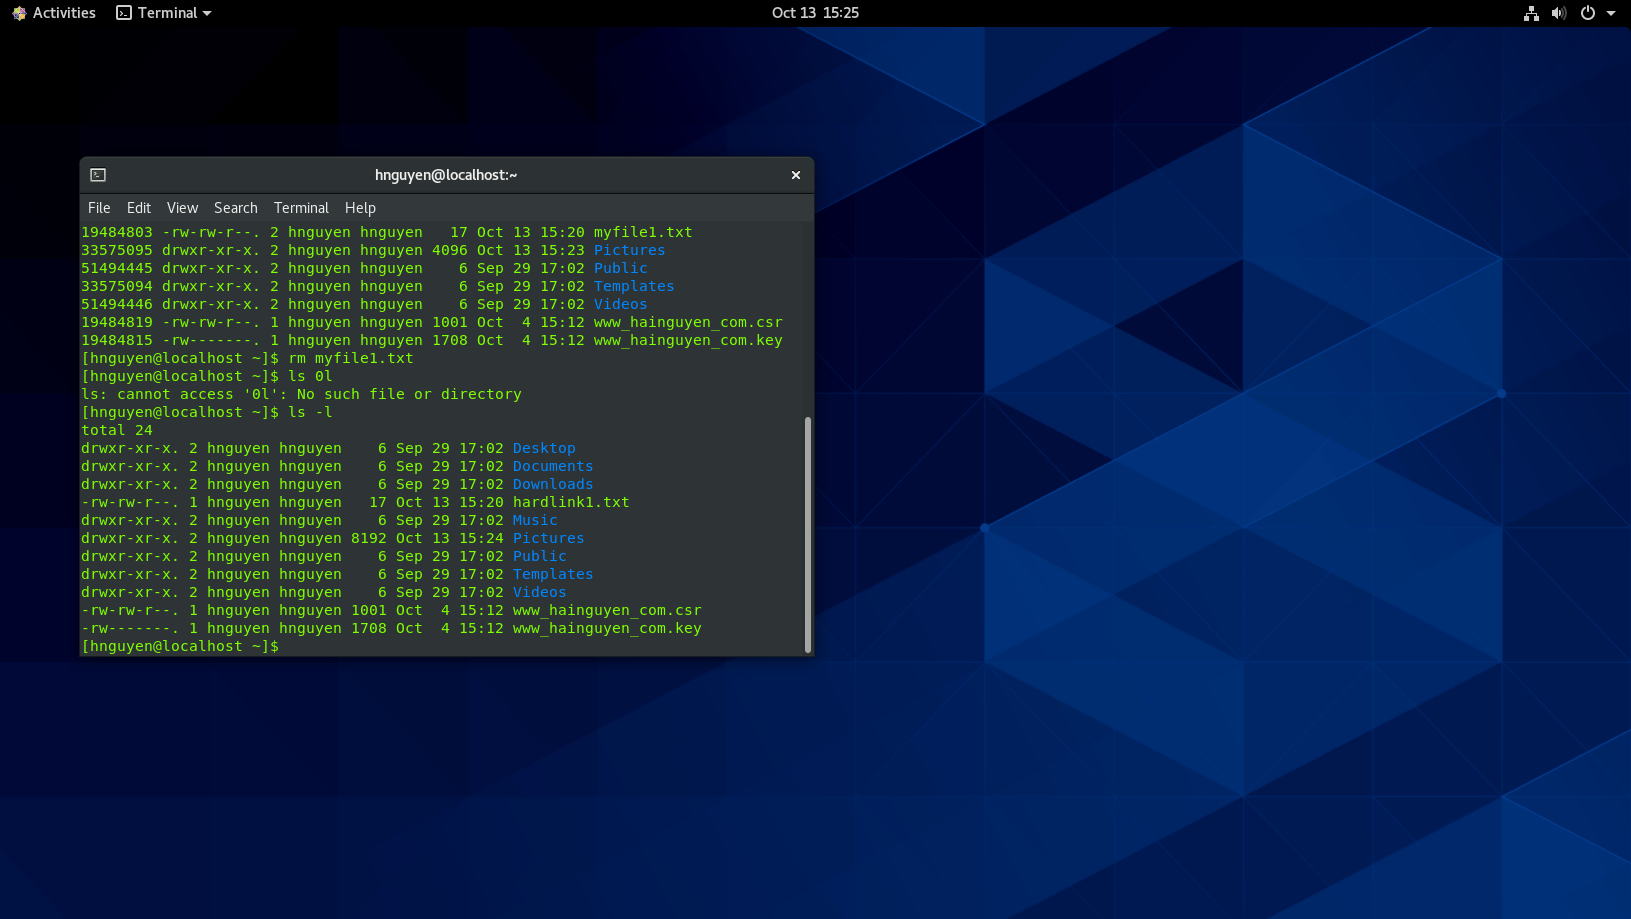 Activities Terminal Oct 13 15:25
hnguyen@localhost:~
File Edit View Search Terminal Help
19484803 -rw-rw-r--. 2 hnguyen hnguyen   17 Oct 13 15:20 myfile1.txt
33575095 drwxr-xr-x. 2 hnguyen hnguyen 4096 Oct 13 15:23 Pictures
51494445 drwxr-xr-x. 2 hnguyen hnguyen    6 Sep 29 17:02 Public
33575094 drwxr-xr-x. 2 hnguyen hnguyen    6 Sep 29 17:02 Templates
51494446 drwxr-xr-x. 2 hnguyen hnguyen    6 Sep 29 17:02 Videos
19484819 -rw-rw-r--. 1 hnguyen hnguyen 1001 Oct  4 15:12 www_hainguyen_com.csr
19484815 -rw-------. 1 hnguyen hnguyen 1708 Oct  4 15:12 www_hainguyen_com.key
[hnguyen@localhost ~]$ rm myfile1.txt
[hnguyen@localhost ~]$ ls 0l
ls: cannot access '0l': No such file or directory
[hnguyen@localhost ~]$ ls -l
total 24
drwxr-xr-x. 2 hnguyen hnguyen    6 Sep 29 17:02 Desktop
drwxr-xr-x. 2 hnguyen hnguyen    6 Sep 29 17:02 Documents
drwxr-xr-x. 2 hnguyen hnguyen    6 Sep 29 17:02 Downloads
-rw-rw-r--. 1 hnguyen hnguyen   17 Oct 13 15:20 hardlink1.txt
drwxr-xr-x. 2 hnguyen hnguyen    6 Sep 29 17:02 Music
drwxr-xr-x. 2 hnguyen hnguyen 8192 Oct 13 15:24 Pictures
drwxr-xr-x. 2 hnguyen hnguyen    6 Sep 29 17:02 Public
drwxr-xr-x. 2 hnguyen hnguyen    6 Sep 29 17:02 Templates
drwxr-xr-x. 2 hnguyen hnguyen    6 Sep 29 17:02 Videos
-rw-rw-r--. 1 hnguyen hnguyen 1001 Oct  4 15:12 www_hainguyen_com.csr
-rw-------. 1 hnguyen hnguyen 1708 Oct  4 15:12 www_hainguyen_com.key
[hnguyen@localhost ~]$